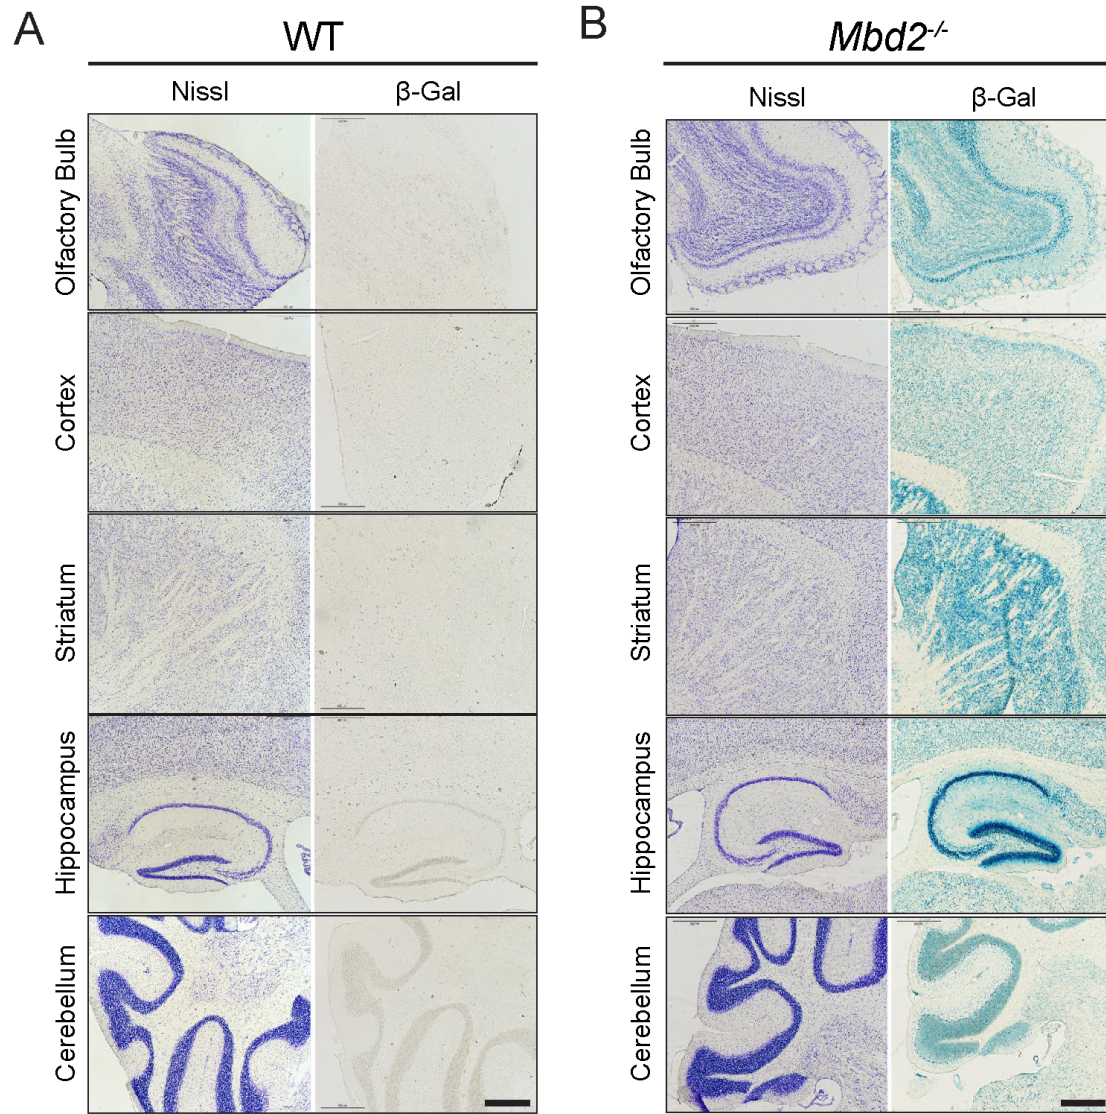 A
WT
Nissl
β-Gal
Olfactory Bulb
Cortex
Striatum
Hippocampus
Cerebellum
B
Mbd2-/-
Nissl
β-Gal
Olfactory Bulb
Cortex
Striatum
Hippocampus
Cerebellum